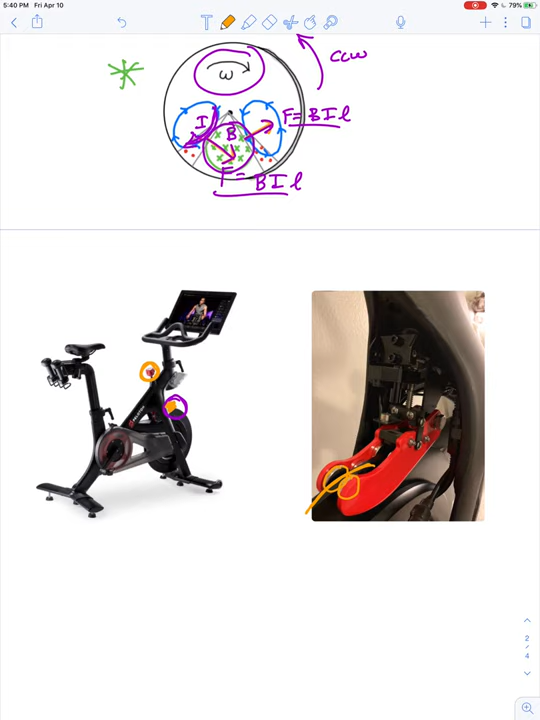 5:40 PM Fri Apr 10
79%
ccw
ω
I
B
F = BIl
F = BIl
2
/
4